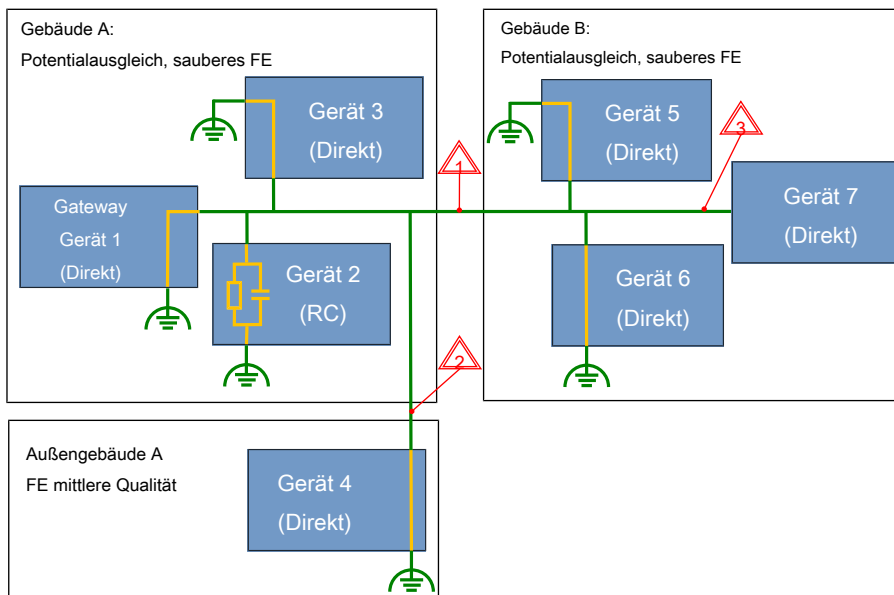 Gebäude A:
Potentialausgleich, sauberes FE
Gerät 3
(Direkt)
Gateway
Gerät 1
(Direkt)
Gerät 2
(RC)
1
2
Gebäude B:
Potentialausgleich, sauberes FE
Gerät 5
(Direkt)
3
Gerät 7
(Direkt)
Gerät 6
(Direkt)
Außengebäude A
FE mittlere Qualität
Gerät 4
(Direkt)